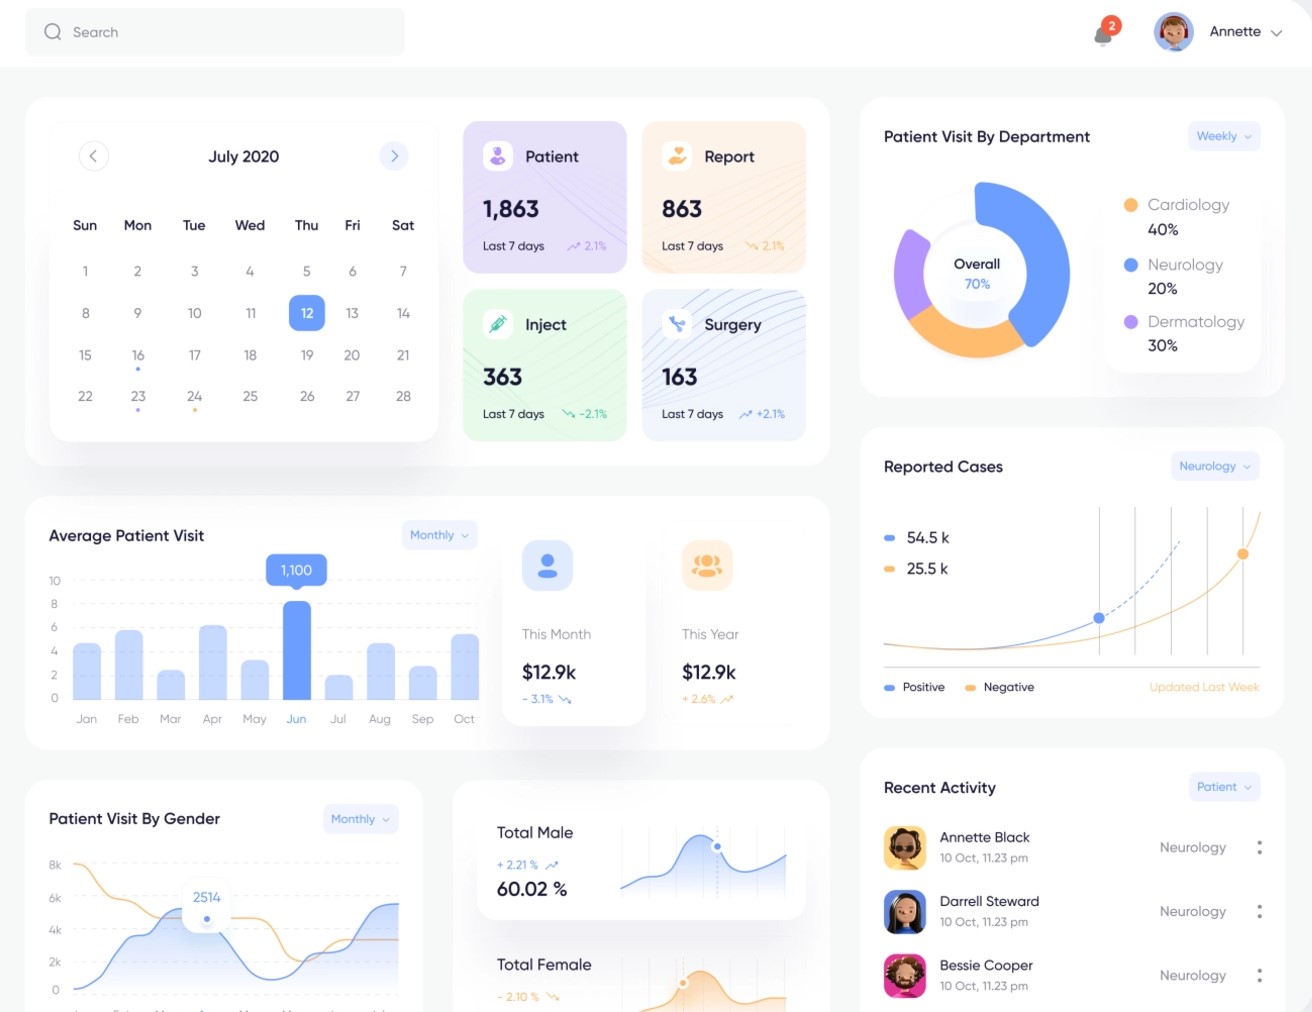 Search
2
Annette
July 2020
Sun Mon Tue Wed Thu Fri Sat
1 2 3 4 5 6 7
8 9 10 11 12 13 14
15 16 17 18 19 20 21
22 23 24 25 26 27 28
Patient
1,863
Last 7 days 2.1%
Report
863
Last 7 days 2.1%
Inject
363
Last 7 days -2.1%
Surgery
163
Last 7 days +2.1%
Patient Visit By Department
Weekly
Overall
70%
Cardiology
40%
Neurology
20%
Dermatology
30%
Average Patient Visit
Monthly
1,100
10
8
6
4
2
0
Jan Feb Mar Apr May Jun Jul Aug Sep Oct
This Month
$12.9k
- 3.1%
This Year
$12.9k
+ 2.6%
Reported Cases
Neurology
54.5 k
25.5 k
Positive Negative Updated Last Week
Patient Visit By Gender
Monthly
8k
6k
4k
2k
0
2514
Total Male
+ 2.21 %
60.02 %
Total Female
- 2.10 %
Recent Activity
Patient
Annette Black
10 Oct, 11.23 pm
Neurology
Darrell Steward
10 Oct, 11.23 pm
Neurology
Bessie Cooper
10 Oct, 11.23 pm
Neurology